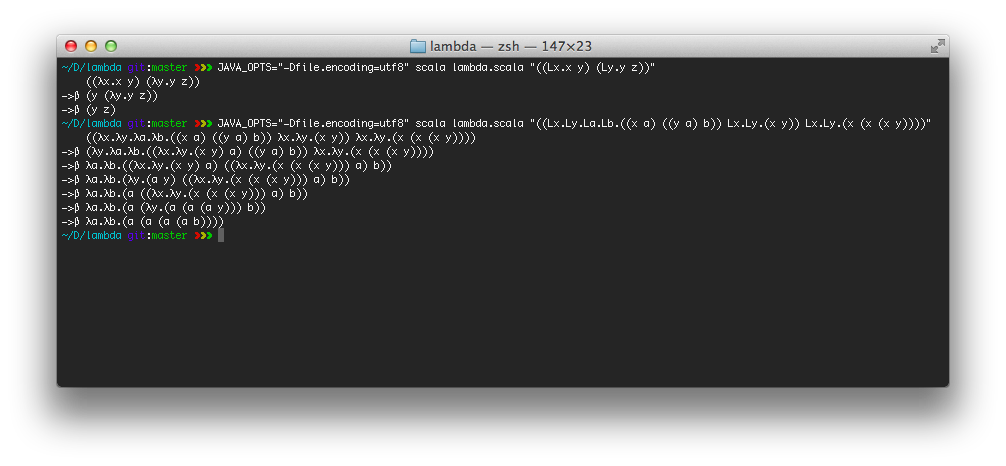 lambda — zsh — 147×23
~/D/lambda git:master ❯❯❯ JAVA_OPTS="-Dfile.encoding=utf8" scala lambda.scala "((Lx.x y) (Ly.y z))"
((λx.x y) (λy.y z))
->β (y (λy.y z))
->β (y z)
~/D/lambda git:master ❯❯❯ JAVA_OPTS="-Dfile.encoding=utf8" scala lambda.scala "((Lx.Ly.La.Lb.((x a) ((y a) b)) Lx.Ly.(x y)) Lx.Ly.(x (x (x y))))"
((λx.λy.λa.λb.((x a) ((y a) b)) λx.λy.(x y)) λx.λy.(x (x (x y))))
->β (λy.λa.λb.((λx.λy.(x y) a) ((y a) b)) λx.λy.(x (x (x y))))
->β λa.λb.((λx.λy.(x y) a) ((λx.λy.(x (x (x y))) a) b))
->β λa.λb.(λy.(a y) ((λx.λy.(x (x (x y))) a) b))
->β λa.λb.(a ((λx.λy.(x (x (x y))) a) b))
->β λa.λb.(a (λy.(a (a (a y))) b))
->β λa.λb.(a (a (a (a b))))
~/D/lambda git:master ❯❯❯